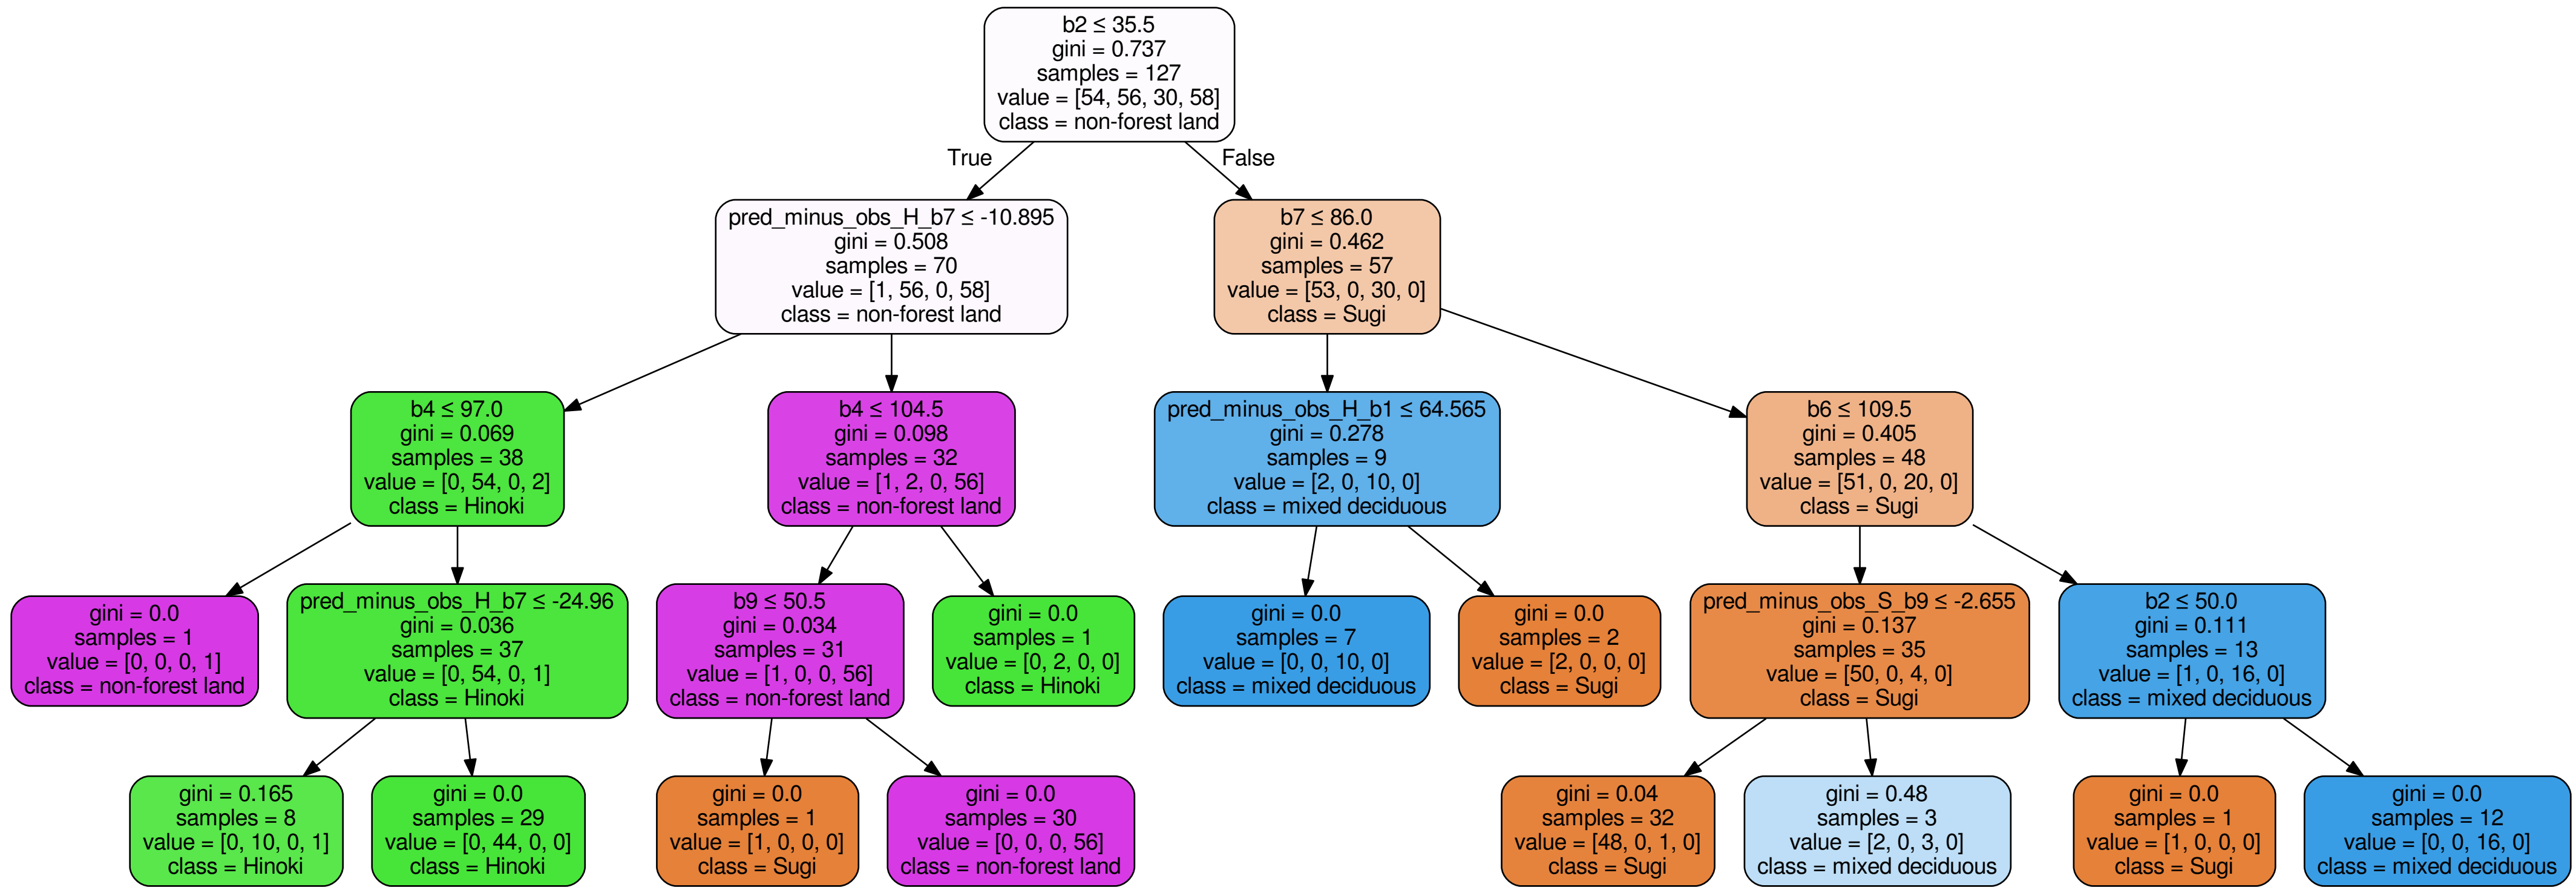 b2 ≤ 35.5
gini = 0.737
samples = 127
value = [54, 56, 30, 58]
class = non-forest land
True
False
pred_minus_obs_H_b7 ≤ -10.895
gini = 0.508
samples = 70
value = [1, 56, 0, 58]
class = non-forest land
b7 ≤ 86.0
gini = 0.462
samples = 57
value = [53, 0, 30, 0]
class = Sugi
b4 ≤ 97.0
gini = 0.069
samples = 38
value = [0, 54, 0, 2]
class = Hinoki
b4 ≤ 104.5
gini = 0.098
samples = 32
value = [1, 2, 0, 56]
class = non-forest land
pred_minus_obs_H_b1 ≤ 64.565
gini = 0.278
samples = 9
value = [2, 0, 10, 0]
class = mixed deciduous
b6 ≤ 109.5
gini = 0.405
samples = 48
value = [51, 0, 20, 0]
class = Sugi
gini = 0.0
samples = 1
value = [0, 0, 0, 1]
class = non-forest land
pred_minus_obs_H_b7 ≤ -24.96
gini = 0.036
samples = 37
value = [0, 54, 0, 1]
class = Hinoki
b9 ≤ 50.5
gini = 0.034
samples = 31
value = [1, 0, 0, 56]
class = non-forest land
gini = 0.0
samples = 1
value = [0, 2, 0, 0]
class = Hinoki
gini = 0.0
samples = 7
value = [0, 0, 10, 0]
class = mixed deciduous
gini = 0.0
samples = 2
value = [2, 0, 0, 0]
class = Sugi
pred_minus_obs_S_b9 ≤ -2.655
gini = 0.137
samples = 35
value = [50, 0, 4, 0]
class = Sugi
b2 ≤ 50.0
gini = 0.111
samples = 13
value = [1, 0, 16, 0]
class = mixed deciduous
gini = 0.165
samples = 8
value = [0, 10, 0, 1]
class = Hinoki
gini = 0.0
samples = 29
value = [0, 44, 0, 0]
class = Hinoki
gini = 0.0
samples = 1
value = [1, 0, 0, 0]
class = Sugi
gini = 0.0
samples = 30
value = [0, 0, 0, 56]
class = non-forest land
gini = 0.04
samples = 32
value = [48, 0, 1, 0]
class = Sugi
gini = 0.48
samples = 3
value = [2, 0, 3, 0]
class = mixed deciduous
gini = 0.0
samples = 1
value = [1, 0, 0, 0]
class = Sugi
gini = 0.0
samples = 12
value = [0, 0, 16, 0]
class = mixed deciduous